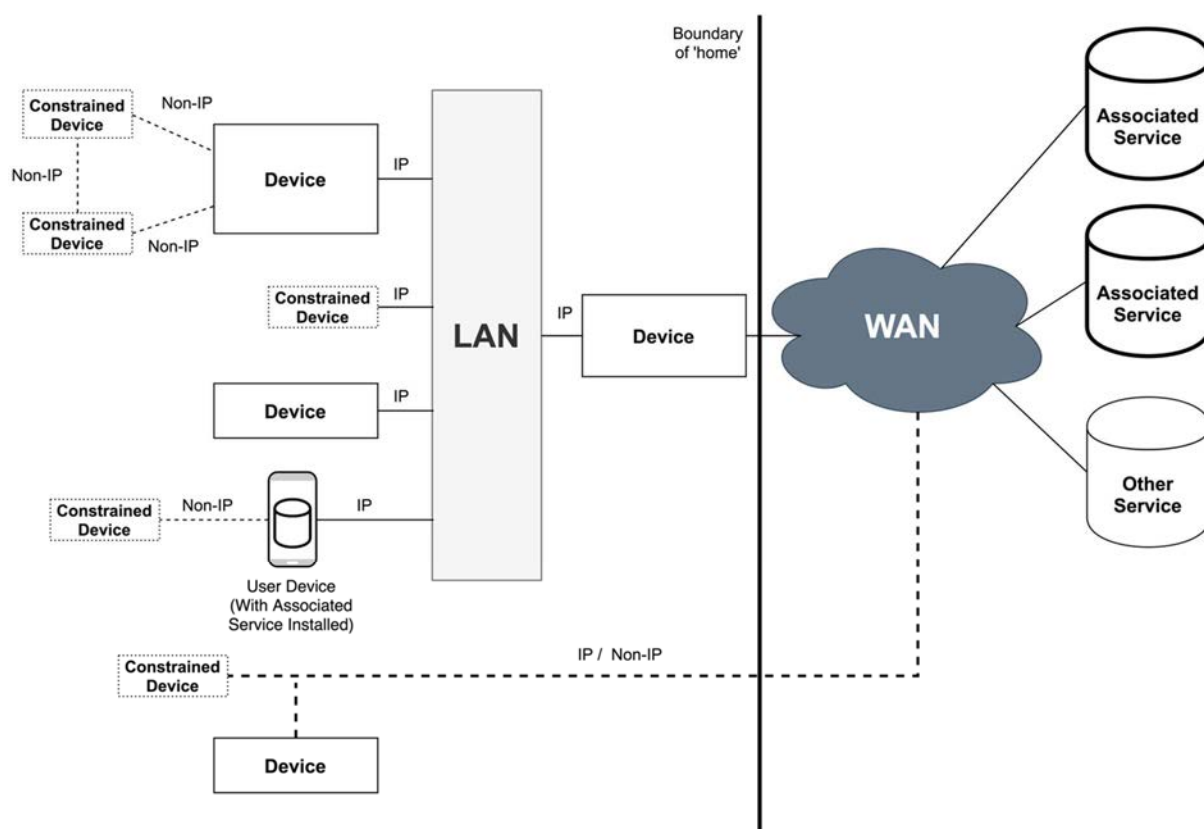 Boundary
of 'home'
Constrained
Device
Non-IP
Device
IP
Non-IP
Constrained
Device
Non-IP
Constrained
Device
IP
LAN
IP
Device
WAN
Associated
Service
Associated
Service
Other
Service
Device
IP
Constrained
Device
Non-IP
IP
User Device
(With Associated
Service Installed)
Constrained
Device
IP / Non-IP
Device